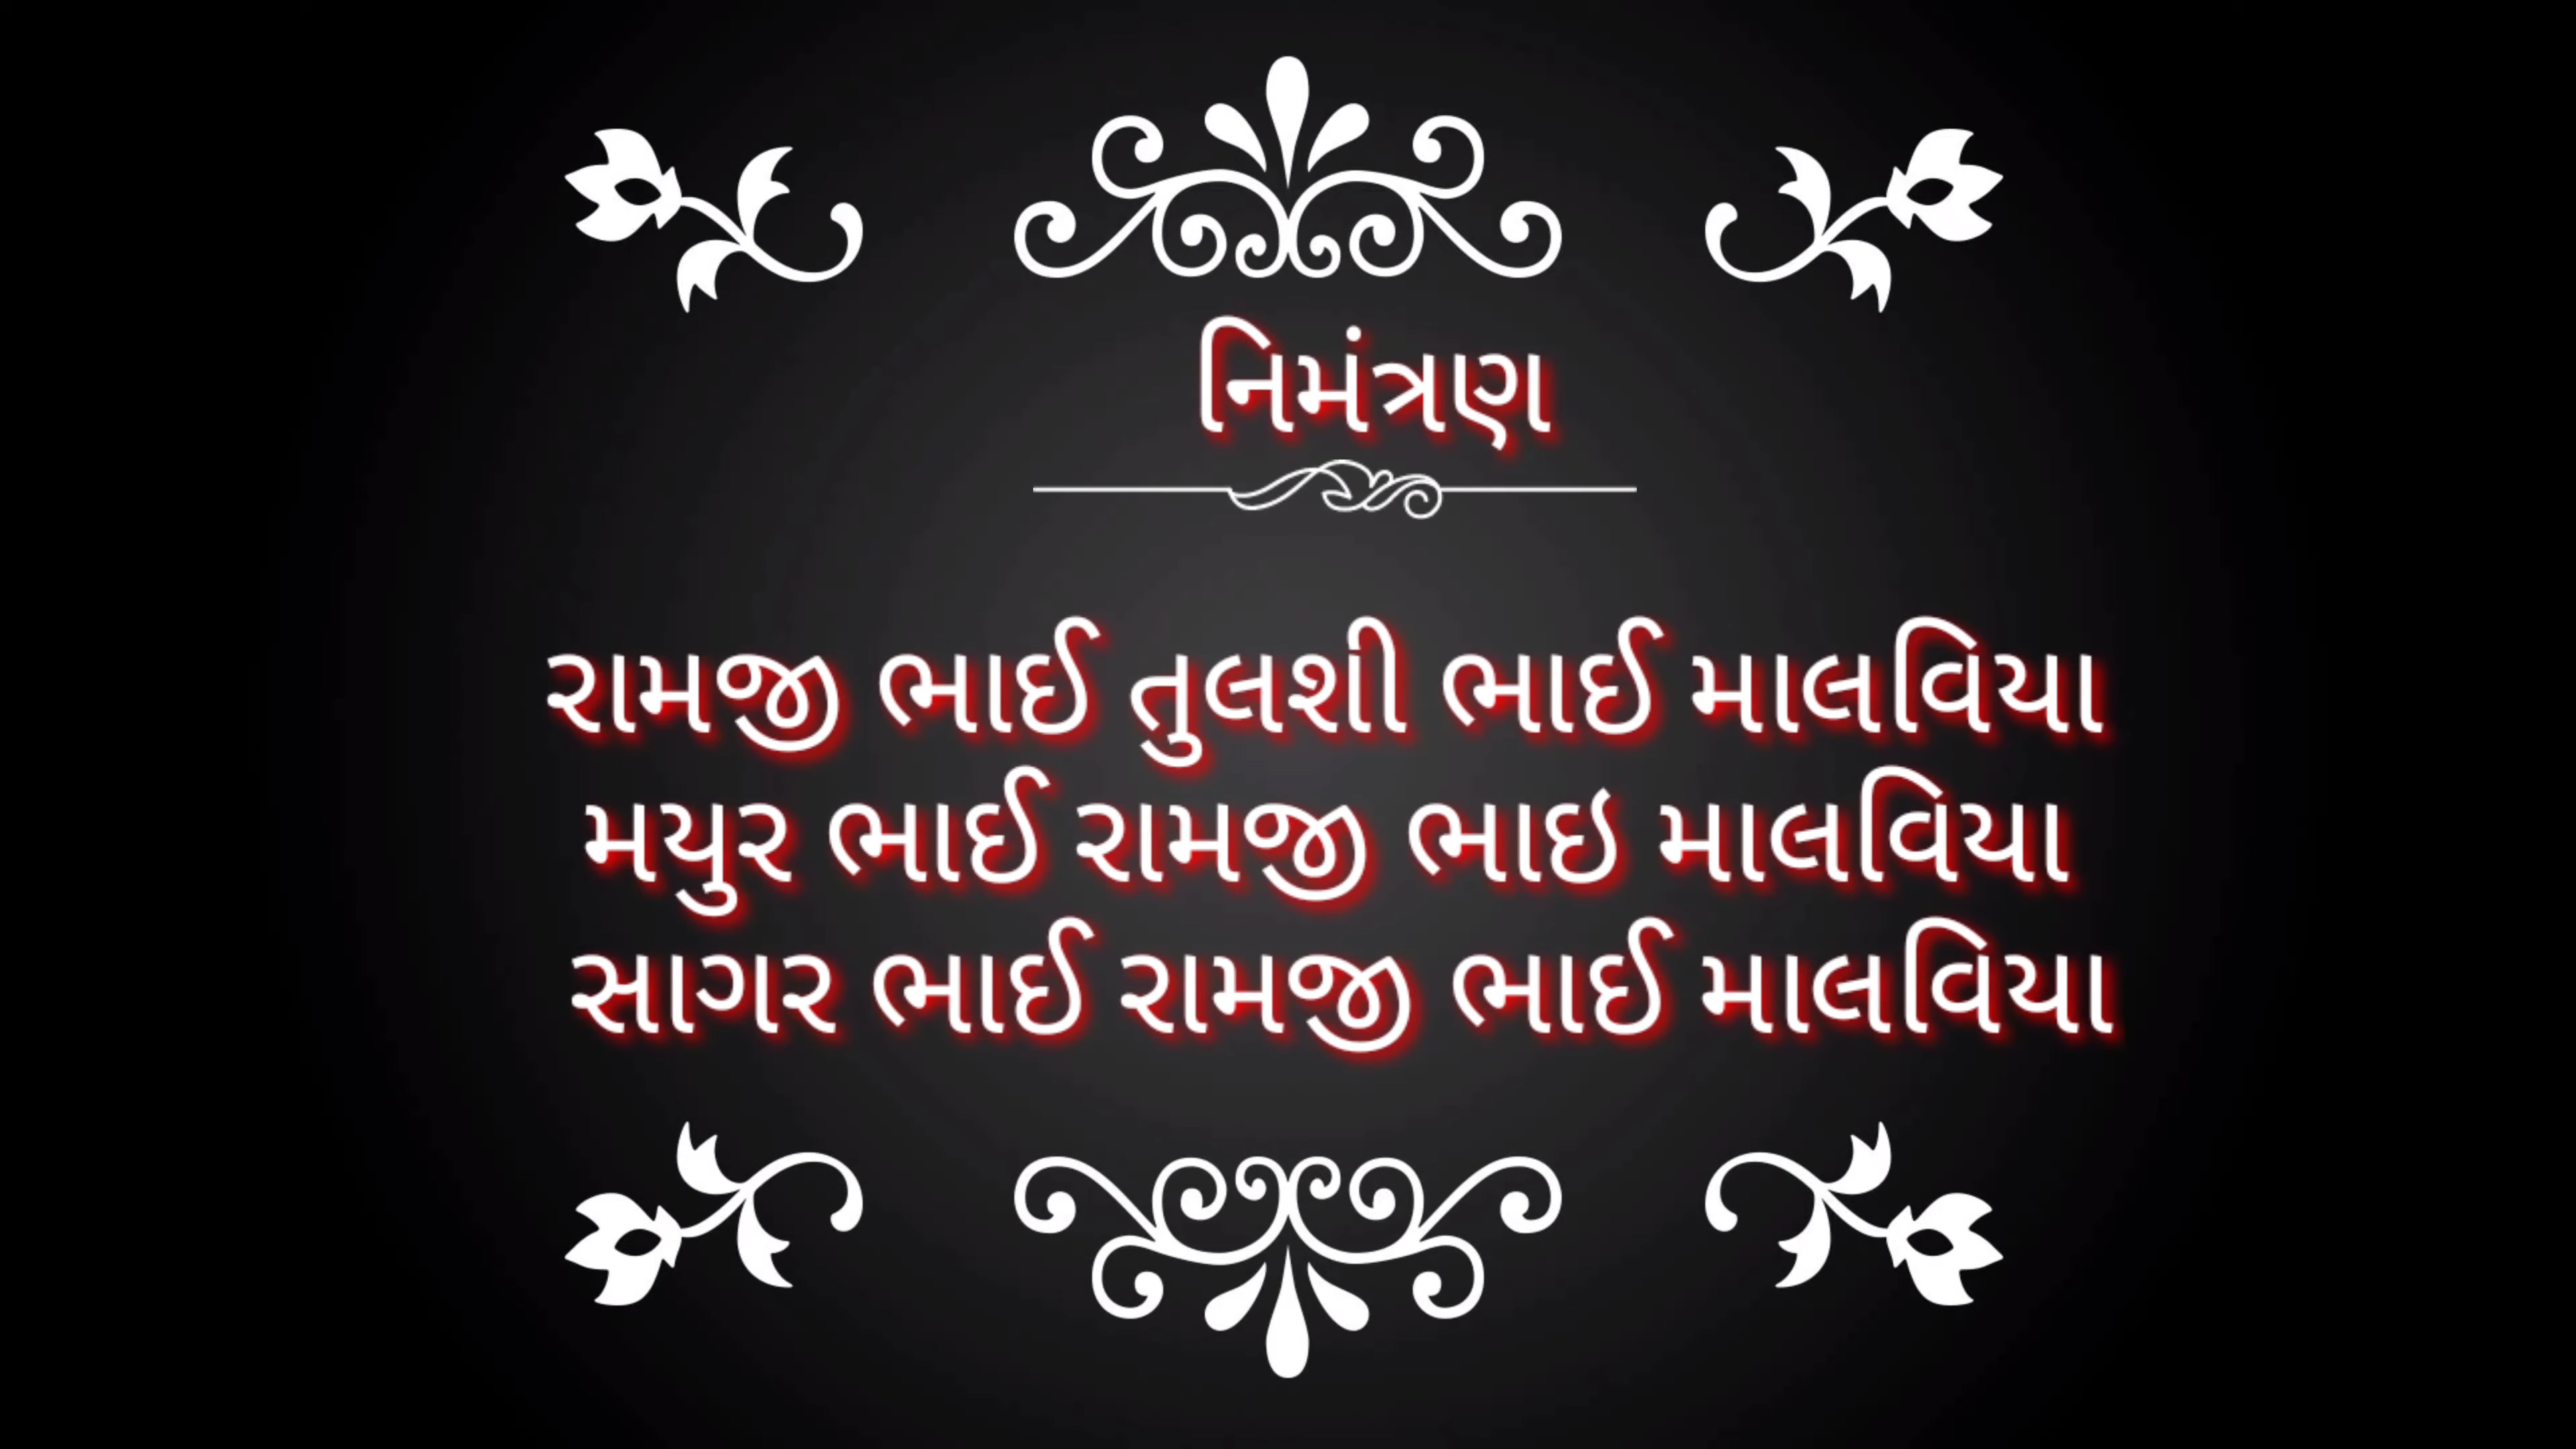 નિમંત્રણ
રામજી ભાઈ તુલશી ભાઈ માલવિયા
મયુર ભાઈ રામજી ભાઇ માલવિયા
સાગર ભાઈ રામજી ભાઈ માલવિયા